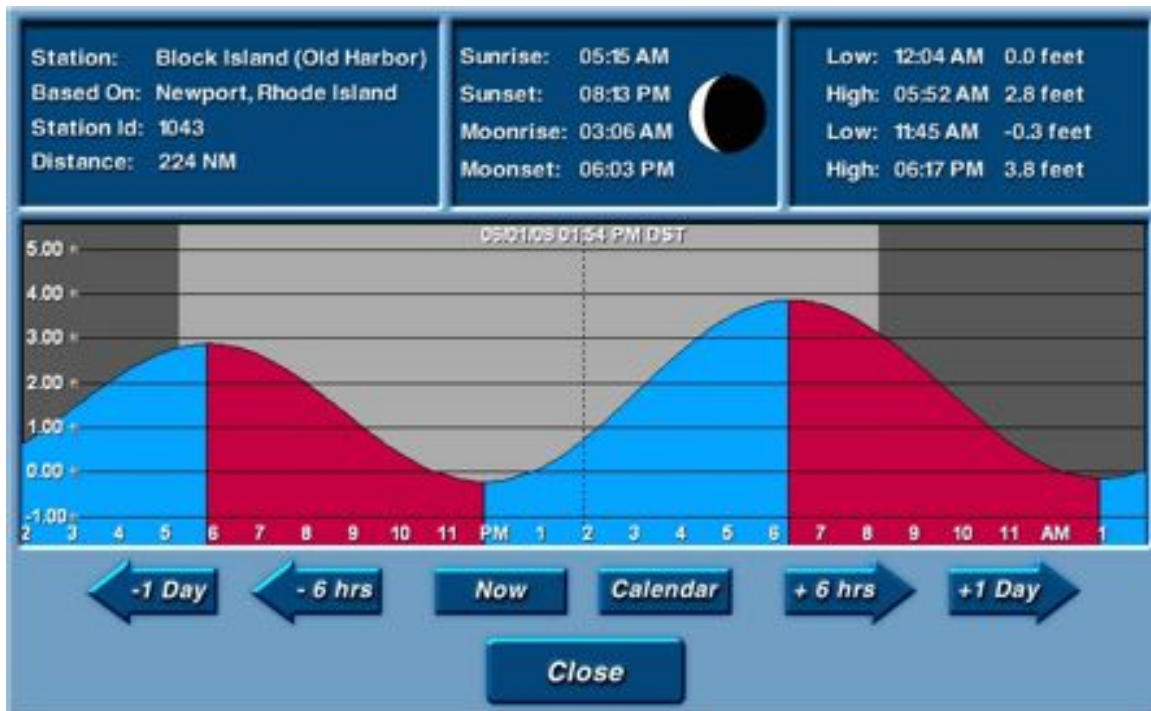 Station: Block Island (Old Harbor)
Based On: Newport, Rhode Island
Station Id: 1043
Distance: 224 NM
Sunrise: 05:15 AM
Sunset: 08:13 PM
Moonrise: 03:06 AM
Moonset: 06:03 PM
Low: 12:04 AM 0.0 feet
High: 05:52 AM 2.8 feet
Low: 11:45 AM -0.3 feet
High: 06:17 PM 3.8 feet
01:54 PM DST
5.00
4.00
3.00
2.00
1.00
0.00
-1.00
2 3 4 5 6 7 8 9 10 11 PM 1 2 3 4 5 6 7 8 9 10 11 AM 1
-1 Day
- 6 hrs
Now
Calendar
+ 6 hrs
+1 Day
Close